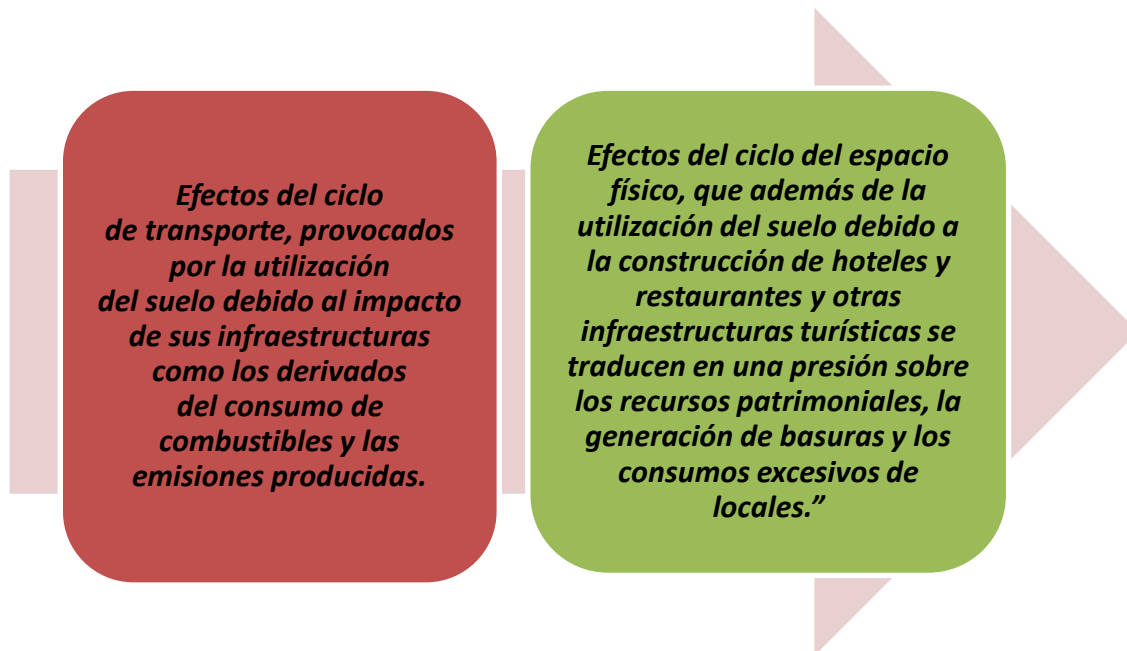 Efectos del ciclo
de transporte, provocados
por la utilización
del suelo debido al impacto
de sus infraestructuras
como los derivados
del consumo de
combustibles y las
emisiones producidas.
Efectos del ciclo del espacio
físico, que además de la
utilización del suelo debido a
la construcción de hoteles y
restaurantes y otras
infraestructuras turísticas se
traducen en una presión sobre
los recursos patrimoniales, la
generación de basuras y los
consumos excesivos de
locales.”